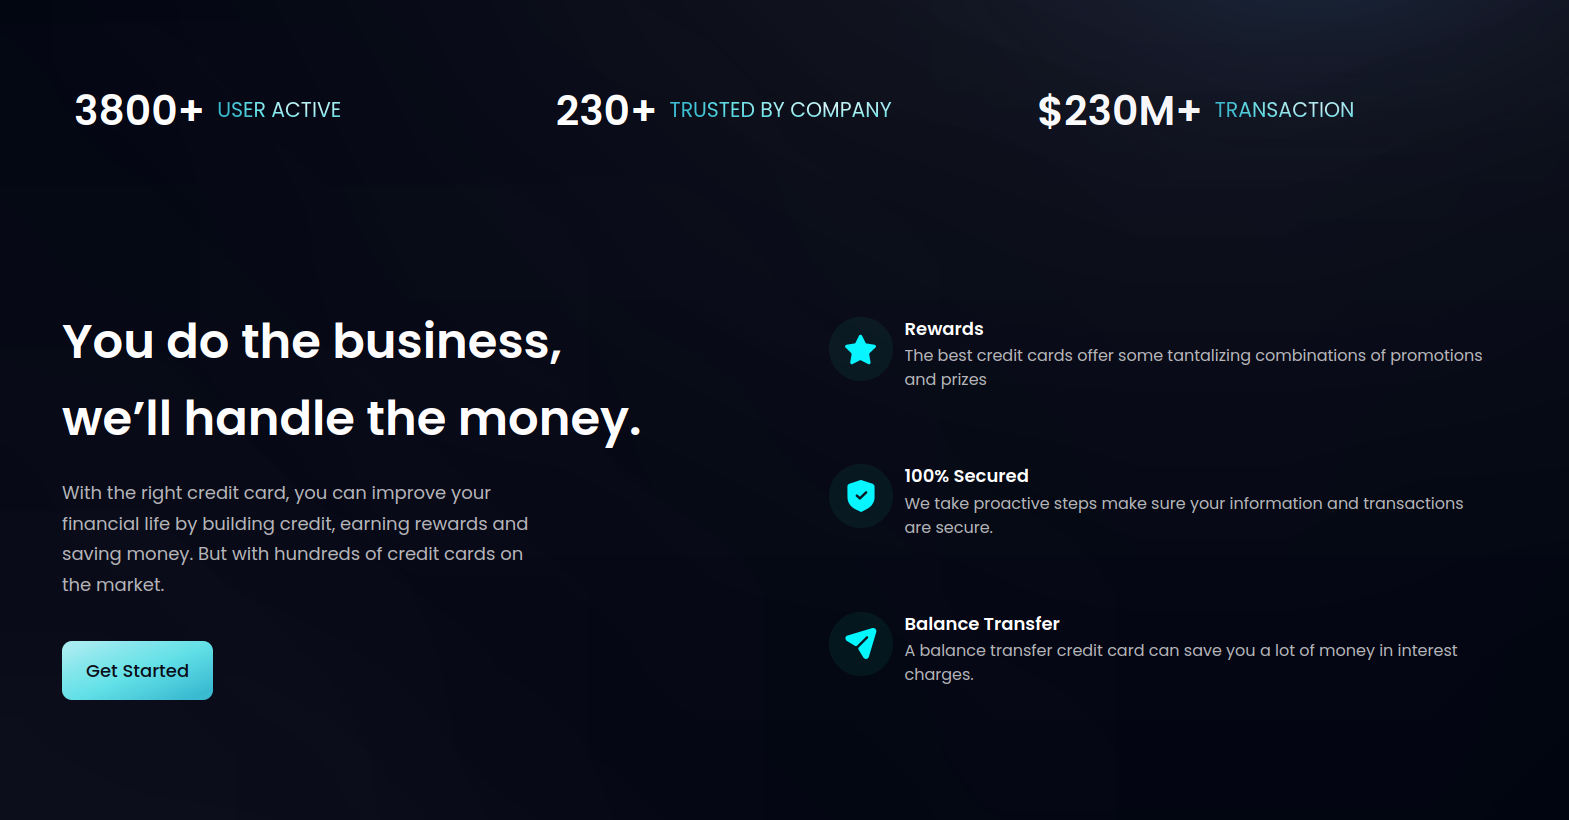 3800+ USER ACTIVE
230+ TRUSTED BY COMPANY
$230M+ TRANSACTION
You do the business,
we’ll handle the money.
With the right credit card, you can improve your
financial life by building credit, earning rewards and
saving money. But with hundreds of credit cards on
the market.
Get Started
Rewards
The best credit cards offer some tantalizing combinations of promotions
and prizes
100% Secured
We take proactive steps make sure your information and transactions
are secure.
Balance Transfer
A balance transfer credit card can save you a lot of money in interest
charges.